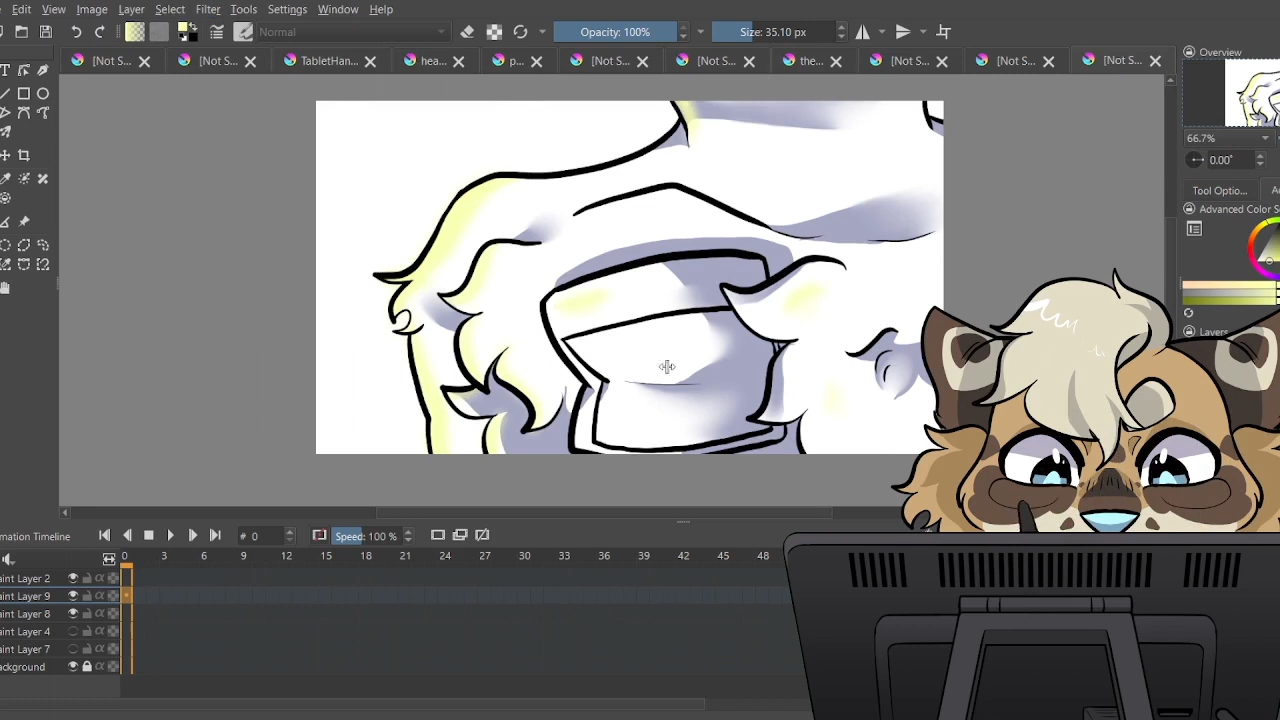 Edit View Image Layer Select Filter Tools Settings Window Help
Normal Opacity: 100% Size: 35.10 px
[Not S... [Not S... TabletHan... hea... p... [Not S... [Not S... the... [Not S... [Not S... [Not S...
Overview
66.7%
0.00°
Tool Optio...
Advanced Color S
Layers
mation Timeline # 0 Speed: 100 %
0 3 6 9 12 15 18 21 24 27 30 33 36 39 42 45 48
aint Layer 2
aint Layer 9
aint Layer 8
aint Layer 4
aint Layer 7
ackground